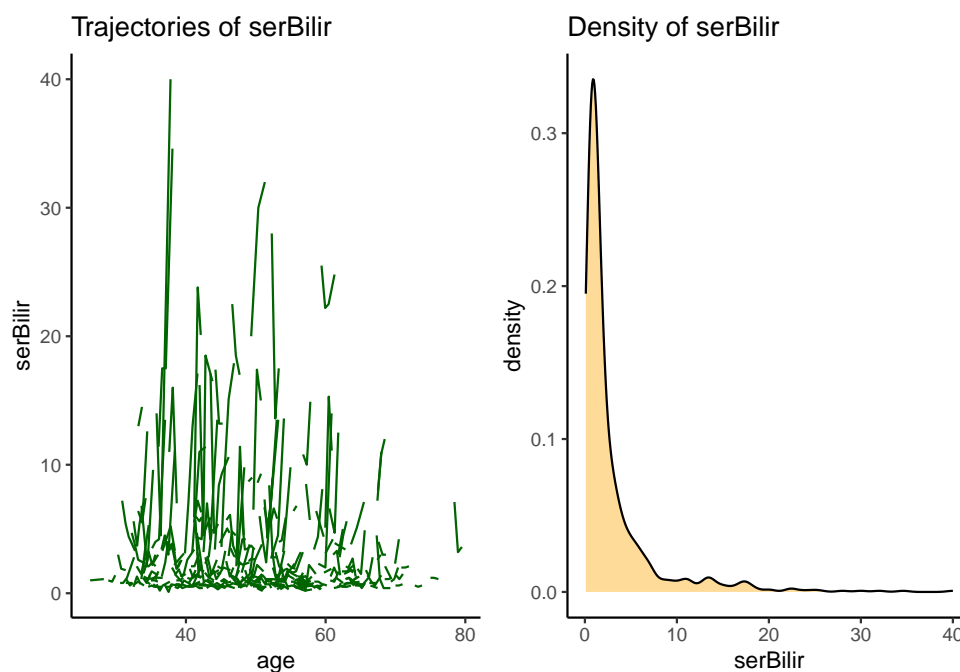 Trajectories of serBilir
40
30
20
10
0
serBilir
40 60 80
age
Density of serBilir
0.3
0.2
0.1
0.0
density
0 10 20 30 40
serBilir